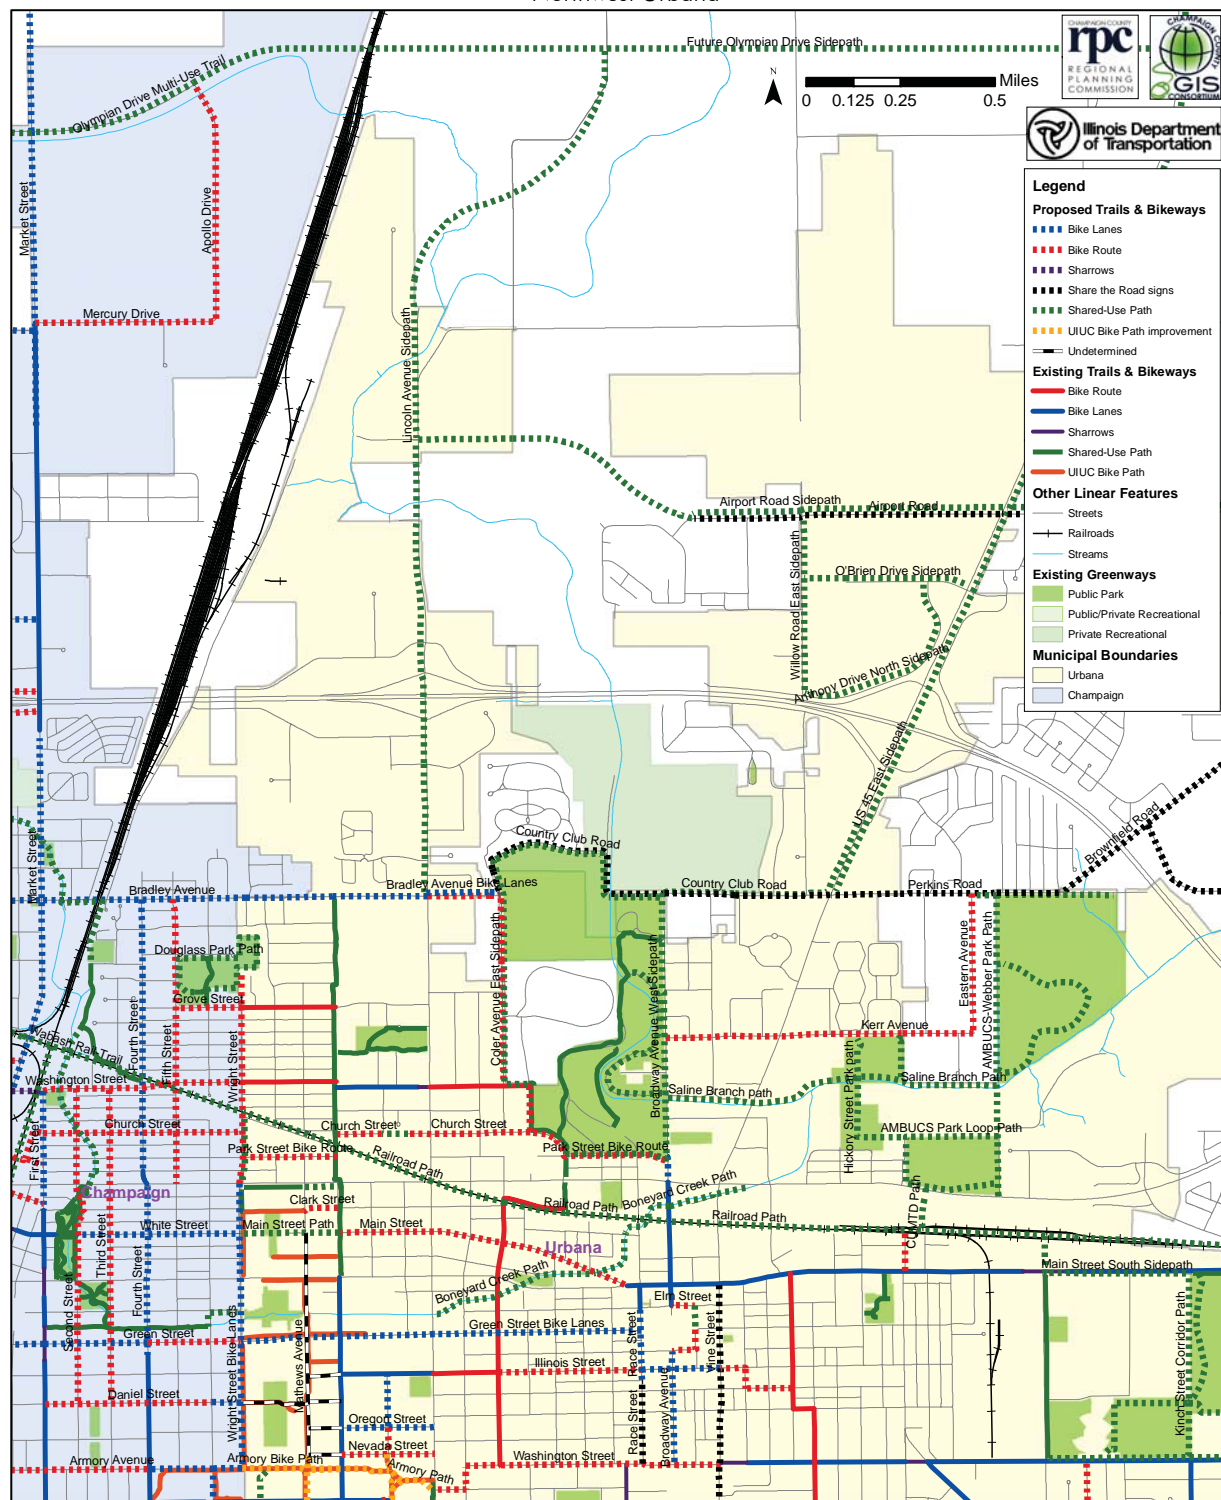 Northwest Urbana
Future Olympian Drive Sidepath
Olympian Drive Multi-Use Trail
N
Miles
0 0.125 0.25 0.5
CHAMPAIGN COUNTY
rpc
REGIONAL
PLANNING
COMMISSION
CHAMPAIGN COUNTY
GIS
CONSORTIUM
Illinois Department
of Transportation
Market Street
Apollo Drive
Mercury Drive
Lincoln Avenue Sidepath
Legend
Proposed Trails & Bikeways
Bike Lanes
Bike Route
Sharrows
Share the Road signs
Shared-Use Path
UIUC Bike Path improvement
Undetermined
Existing Trails & Bikeways
Bike Route
Bike Lanes
Sharrows
Shared-Use Path
UIUC Bike Path
Other Linear Features
Streets
Railroads
Streams
Existing Greenways
Public Park
Public/Private Recreational
Private Recreational
Municipal Boundaries
Urbana
Champaign
Airport Road Sidepath
Airport Road
Willow Road East Sidepath
O'Brien Drive Sidepath
Anthony Drive North Sidepath
US 45 East Sidepath
Brownfield Road
Country Club Road
Market Street
Bradley Avenue
Bradley Avenue Bike Lanes
Country Club Road
Perkins Road
Douglass Park Path
Grove Street
Coler Avenue East Sidepath
Broadway Avenue West Sidepath
Eastern Avenue
AMBUCS-Webber Park Path
Kerr Avenue
Wabash Rail-Trail
Fourth Street
Fifth Street
Wright Street
Washington Street
Saline Branch path
Saline Branch Path
Hickory Street Park path
Church Street
Church Street
Church Street
AMBUCS Park Loop Path
First Street
Park Street Bike Route
Park Street Bike Route
Railroad Path
Champaign
Clark Street
Railroad Path
Boneyard Creek Path
Railroad Path
CUMTD Path
White Street
Main Street Path
Main Street
Urbana
Third Street
Main Street South Sidepath
Boneyard Creek Path
Second Street
Fourth Street
Elm Street
Green Street
Wright Street Bike Lanes
Mathews Avenue
Green Street Bike Lanes
Race Street
Vine Street
Illinois Street
Kinch Street Corridor Path
Daniel Street
Race Street
Broadway Avenue
Oregon Street
Nevada Street
Armory Avenue
Armory Bike Path
Armory Path
Washington Street